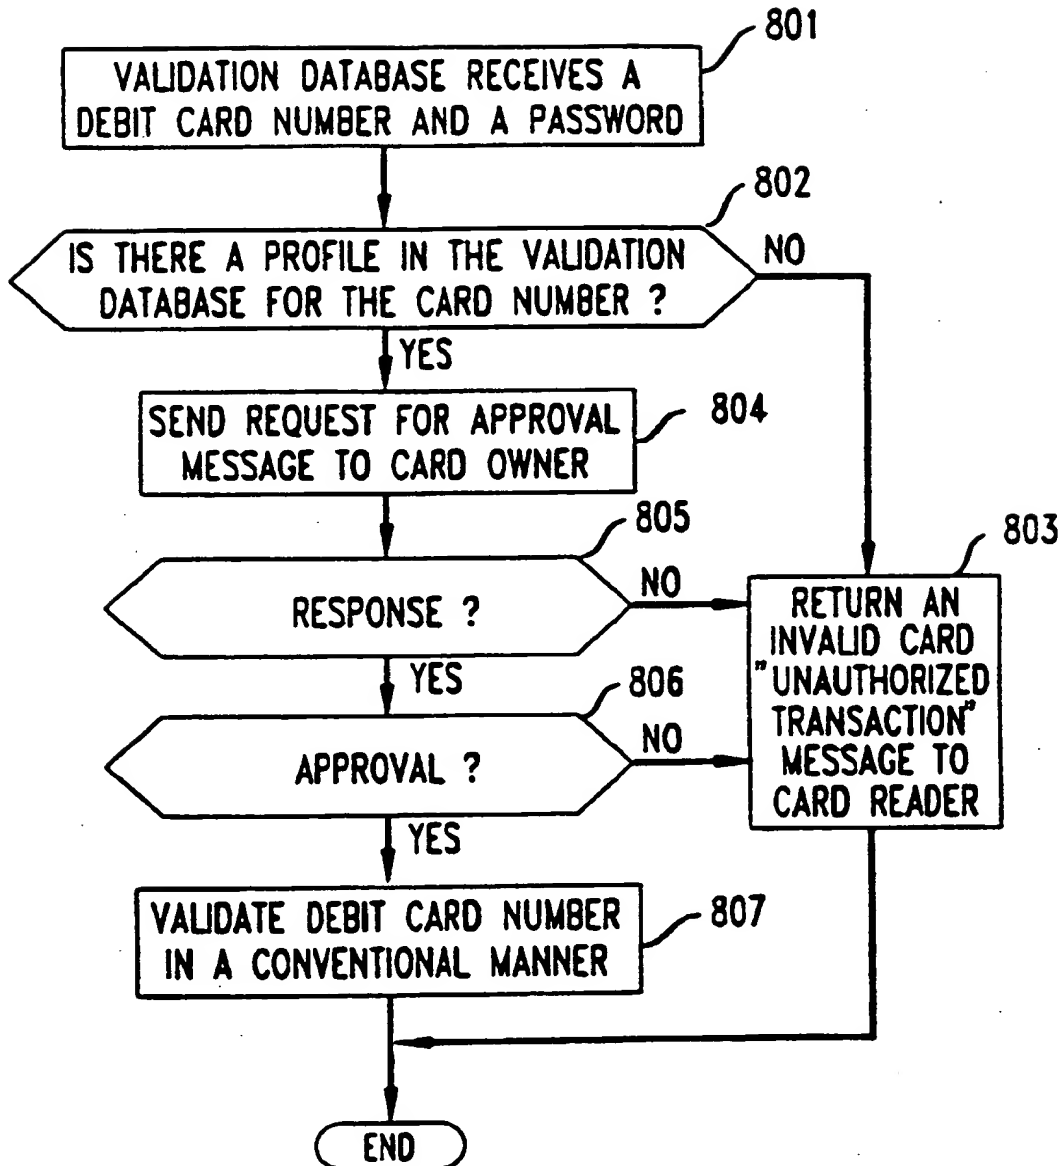 801
VALIDATION DATABASE RECEIVES A
DEBIT CARD NUMBER AND A PASSWORD
802
IS THERE A PROFILE IN THE VALIDATION
DATABASE FOR THE CARD NUMBER ?
NO
YES
804
SEND REQUEST FOR APPROVAL
MESSAGE TO CARD OWNER
805
RESPONSE ?
NO
803
RETURN AN
INVALID CARD
"UNAUTHORIZED
TRANSACTION"
MESSAGE TO
CARD READER
YES
806
APPROVAL ?
NO
YES
807
VALIDATE DEBIT CARD NUMBER
IN A CONVENTIONAL MANNER
END